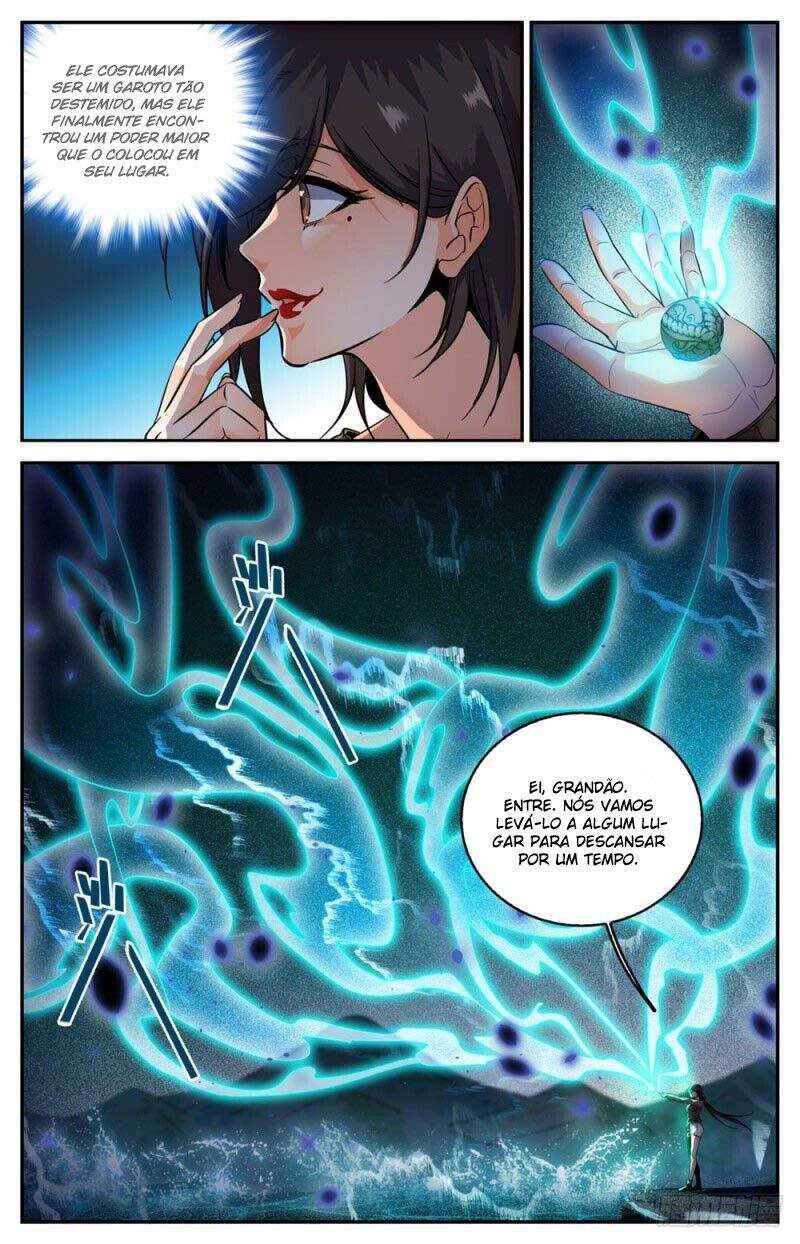 ELE COSTUMAVA
SER UM GAROTO TÃO
DESTEMIDO, MAS ELE
FINALMENTE ENCON-
TROU UM PODER MAIOR
QUE O COLOCOU EM
SEU LUGAR.
EI, GRANDÃO.
ENTRE. NÓS VAMOS
LEVÁ-LO A ALGUM LU-
GAR PARA DESCANSAR
POR UM TEMPO.